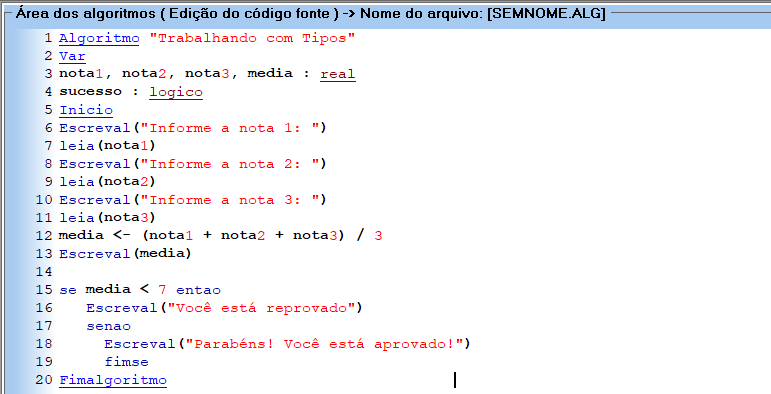 Área dos algoritmos ( Edição do código fonte ) -> Nome do arquivo: [SEMNOME.ALG]
1 Algoritmo "Trabalhando com Tipos"
2 Var
3 nota1, nota2, nota3, media : real
4 sucesso : logico
5 Inicio
6 Escreval("Informe a nota 1: ")
7 leia(nota1)
8 Escreval("Informe a nota 2: ")
9 leia(nota2)
10 Escreval("Informe a nota 3: ")
11 leia(nota3)
12 media <- (nota1 + nota2 + nota3) / 3
13 Escreval(media)
14
15 se media < 7 entao
16 Escreval("Você está reprovado")
17 senao
18 Escreval("Parabéns! Você está aprovado!")
19 fimse
20 Fimalgoritmo